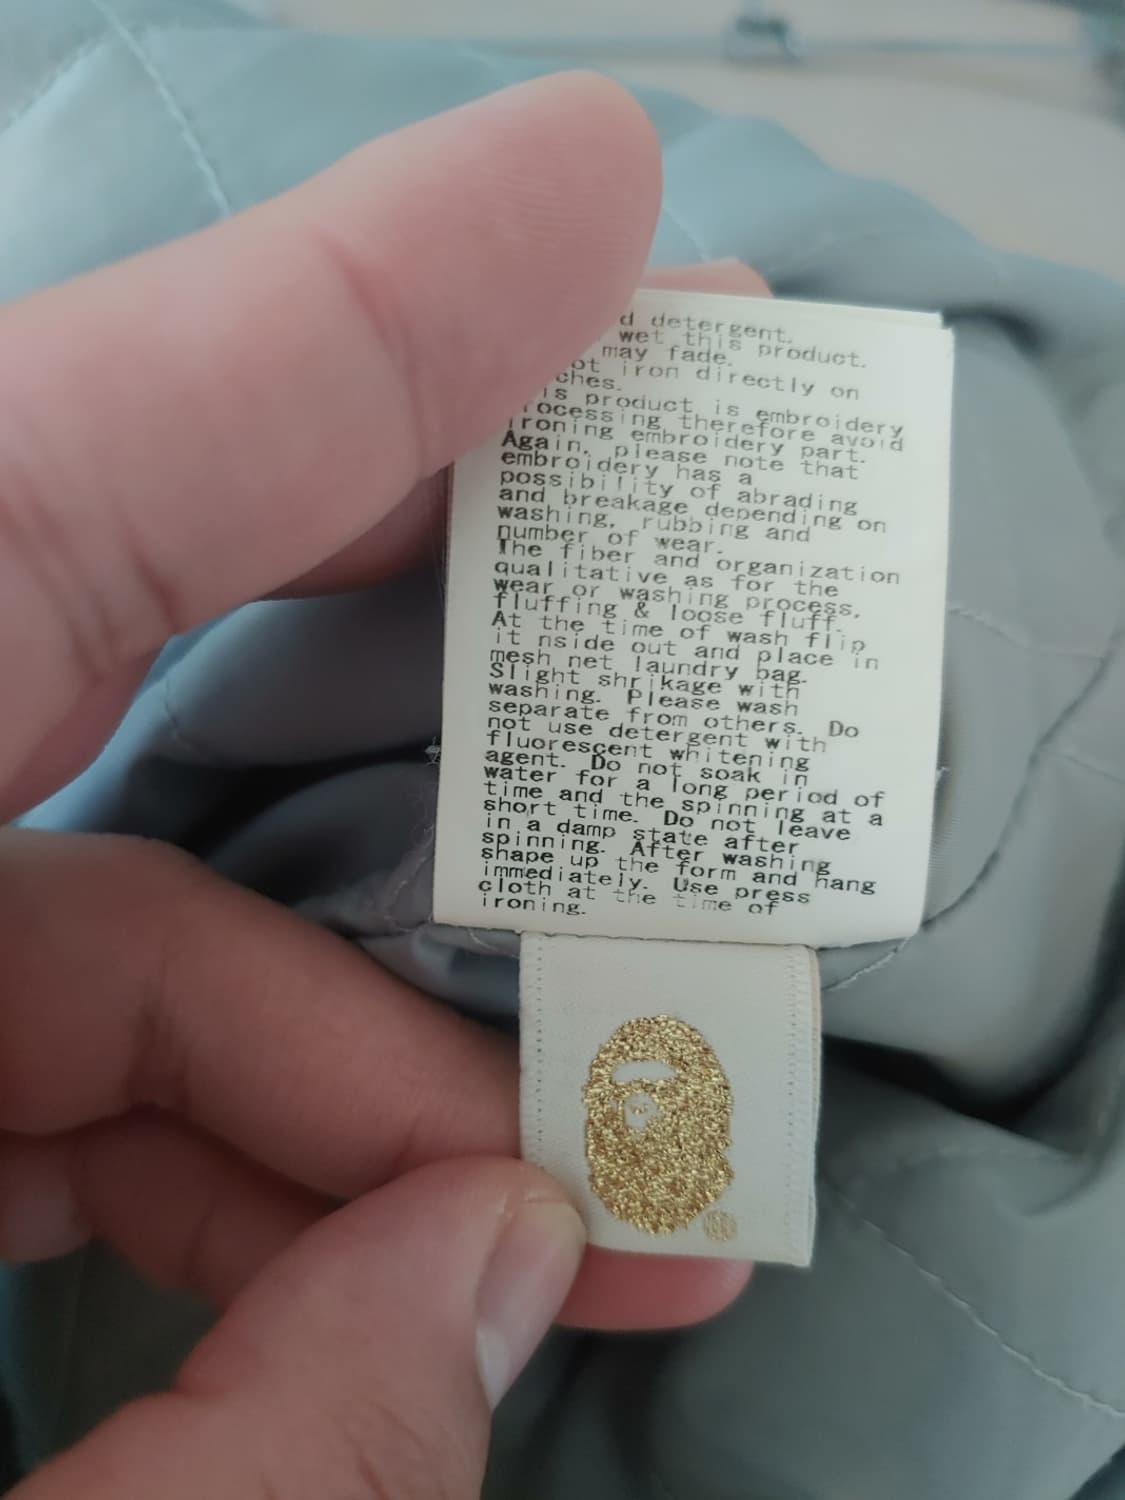 d detergent.
wet this product.
may fade.
ot iron directly on
ches.
is product is embroidery
rocessing therefore avoid
ironing embroidery part.
Again, please note that
embroidery has a
possibility of abrading
and breakage depending on
washing, rubbing and
number of wear.
The fiber and organization
qualitative as for the
wear or washing process,
fluffing & loose fluff.
At the time of wash flip
it nside out and place in
mesh net laundry bag.
Slight shrikage with
washing. Please wash
separate from others. Do
not use detergent with
fluorescent whitening
agent. Do not soak in
water for a long period of
time and the spinning at a
short time. Do not leave
in a damp state after
spinning. After washing
shape up the form and hang
immediately. Use press
cloth at the time of
ironing.